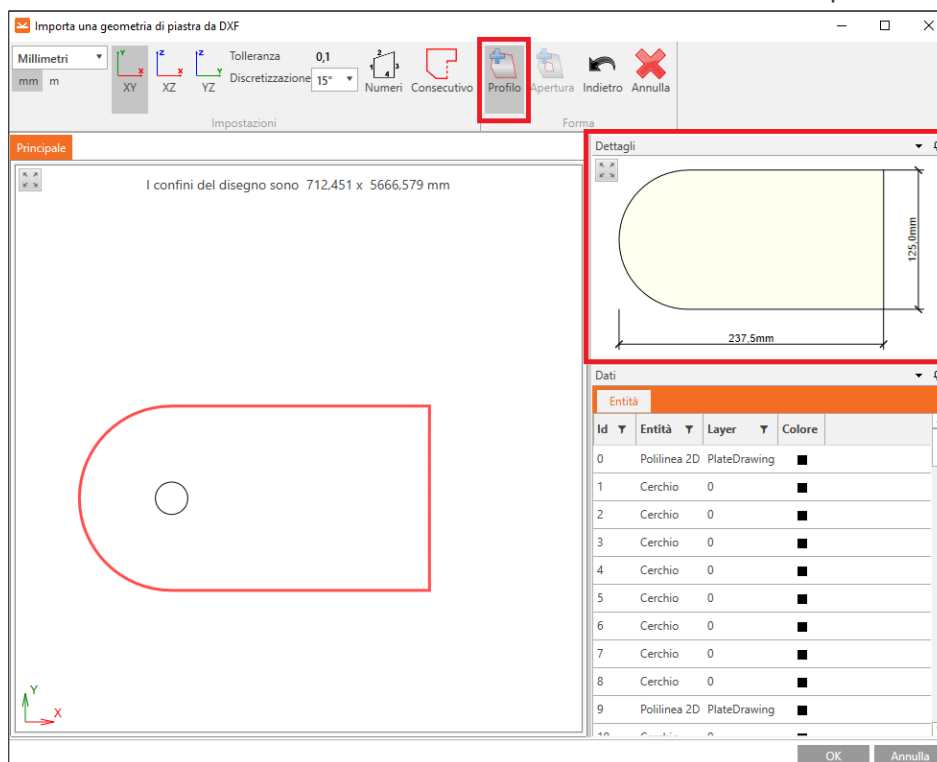 Importa una geometria di piastra da DXF
Millimetri
mm m
Y
X
XY
Z
X
XZ
Z
Y
YZ
Tolleranza 0,1
Discretizzazione 15°
1 2 3 4
Numeri
Consecutivo
Impostazioni
Profilo
Apertura
Indietro
Annulla
Forma
Principale
I confini del disegno sono 712,451 x 5666,579 mm
Y
X
Dettagli
125,0mm
237,5mm
Dati
Entità
Id Entità Layer Colore
0 Polilinea 2D PlateDrawing
1 Cerchio 0
2 Cerchio 0
3 Cerchio 0
4 Cerchio 0
5 Cerchio 0
6 Cerchio 0
7 Cerchio 0
8 Cerchio 0
9 Polilinea 2D PlateDrawing
OK Annulla